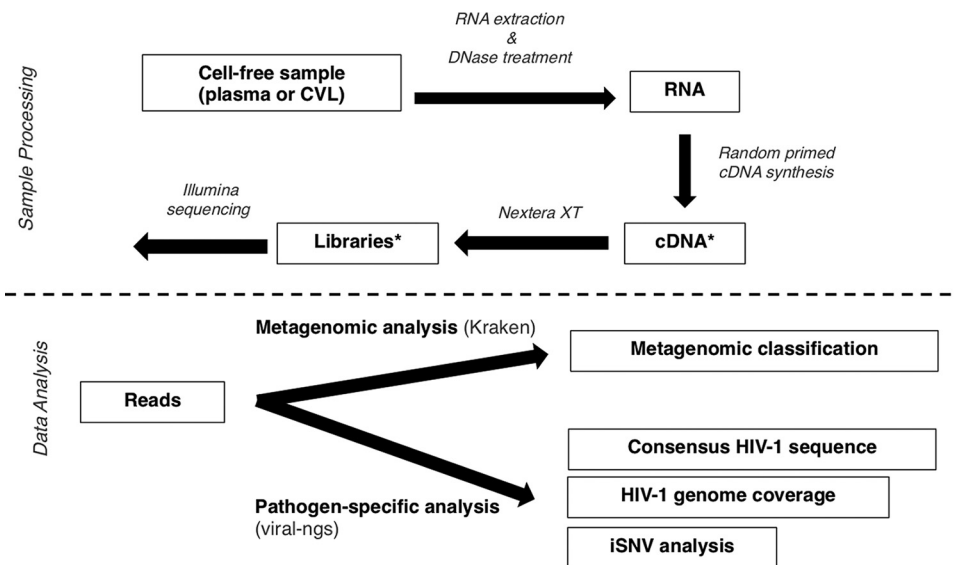 Sample Processing
RNA extraction
&
DNase treatment
Cell-free sample
(plasma or CVL)
RNA
Random primed
cDNA synthesis
Illumina
sequencing
Nextera XT
Libraries*
cDNA*
Data Analysis
Metagenomic analysis (Kraken)
Metagenomic classification
Reads
Consensus HIV-1 sequence
HIV-1 genome coverage
Pathogen-specific analysis
(viral-ngs)
iSNV analysis